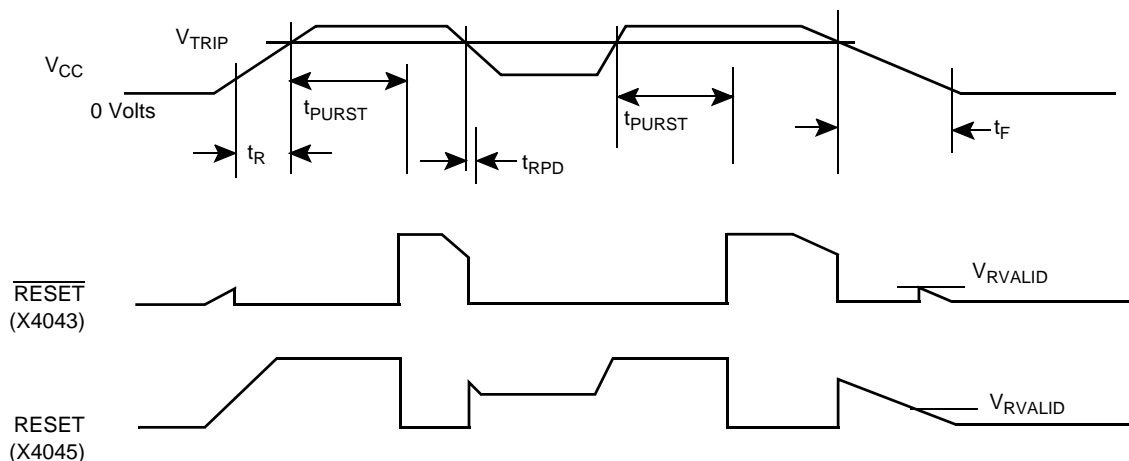 VTRIP
VCC
0 Volts
tPURST
tPURST
tR
tRPD
tF
RESET
(X4043)
VRVALID
RESET
(X4045)
VRVALID